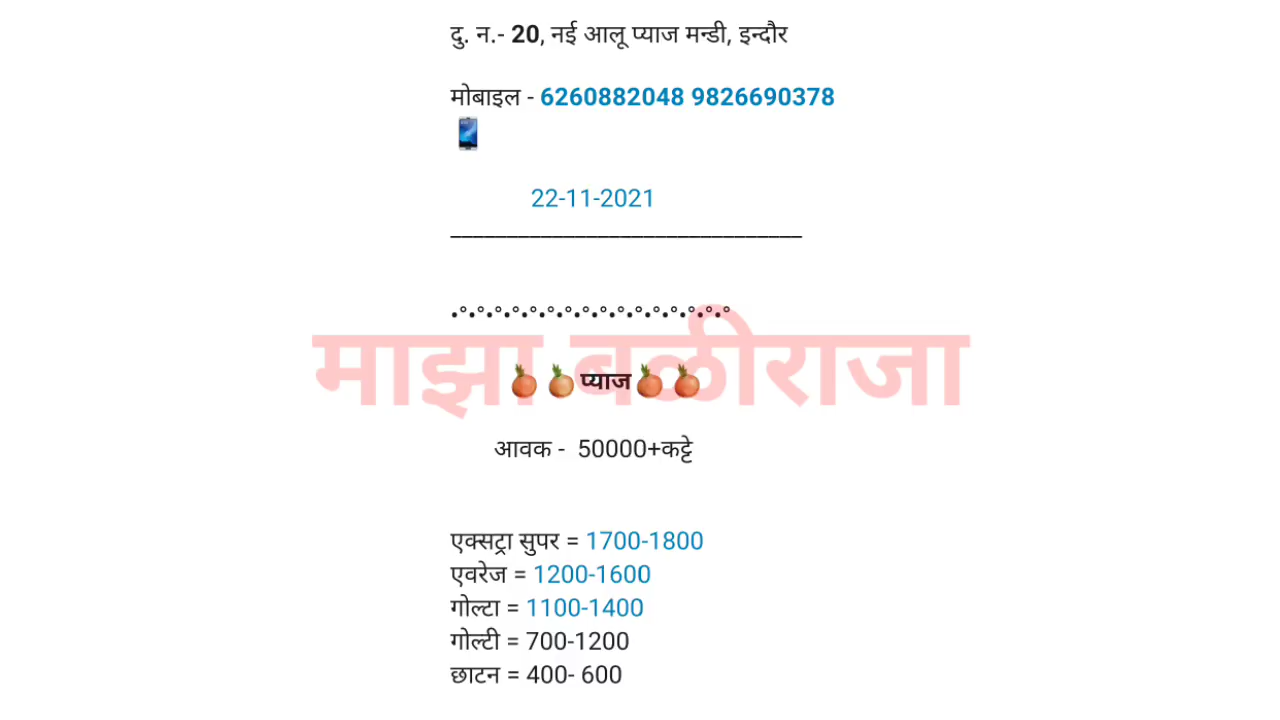 दु. न.- 20, नई आलू प्याज मन्डी, इन्दौर
मोबाइल - 6260882048 9826690378
22-11-2021
_______________________________
•°•°•°•°•°•°•°•°•°•°•°•°•°•°•°•°
माझा बळीराजा
प्याज
आवक - 50000+कट्टे
एक्सट्रा सुपर = 1700-1800
एवरेज = 1200-1600
गोल्टा = 1100-1400
गोल्टी = 700-1200
छाटन = 400- 600